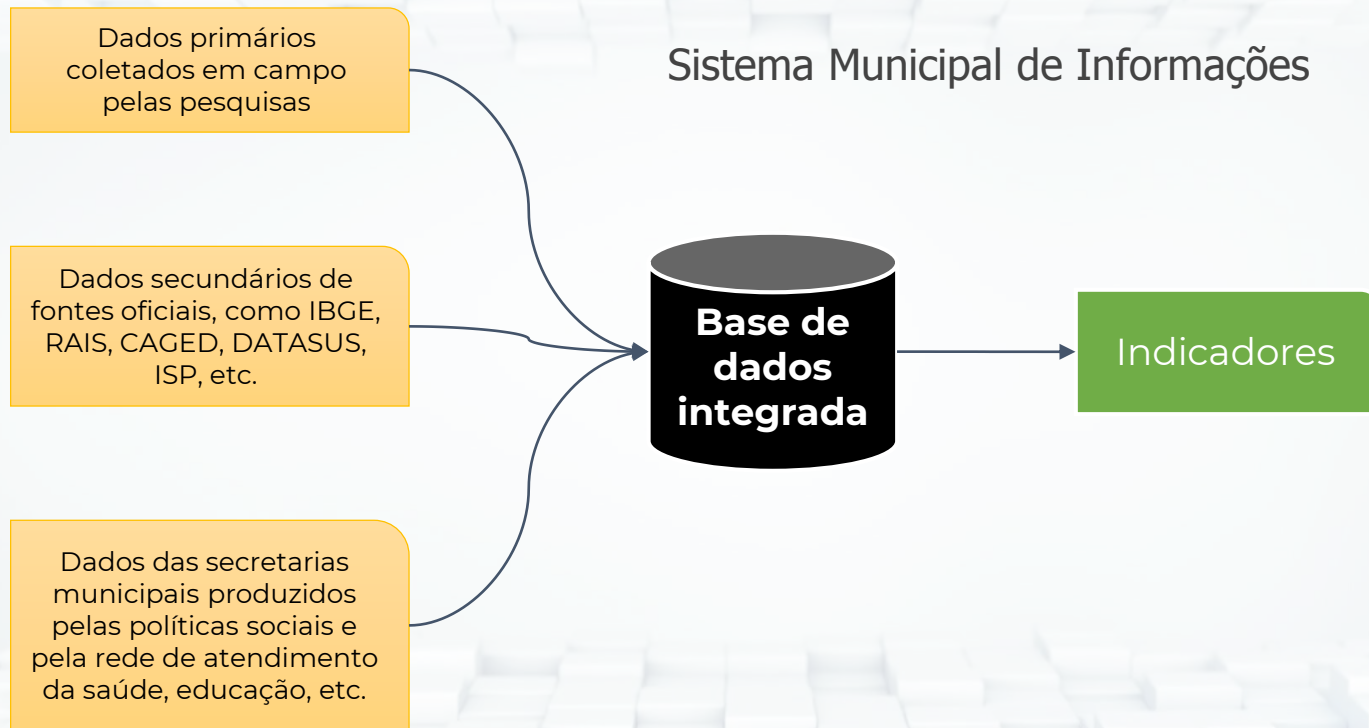 Sistema Municipal de Informações
Dados primários
coletados em campo
pelas pesquisas
Dados secundários de
fontes oficiais, como IBGE,
RAIS, CAGED, DATASUS,
ISP, etc.
Dados das secretarias
municipais produzidos
pelas políticas sociais e
pela rede de atendimento
da saúde, educação, etc.
Base de
dados
integrada
Indicadores